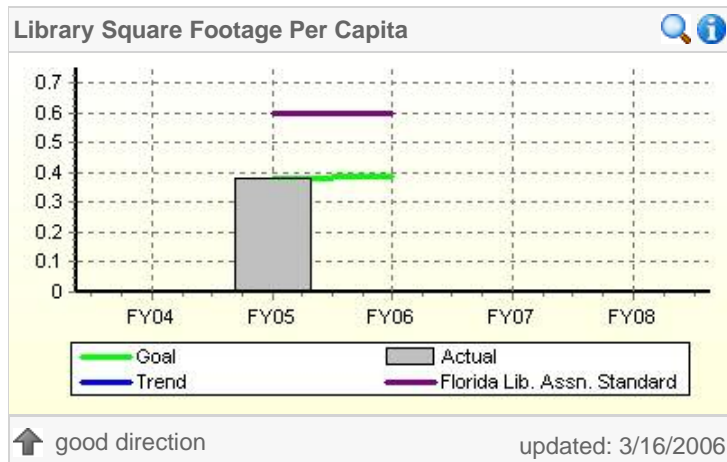 Library Square Footage Per Capita
0.7
0.6
0.5
0.4
0.3
0.2
0.1
0
FY04 FY05 FY06 FY07 FY08
Goal Actual
Trend Florida Lib. Assn. Standard
good direction updated: 3/16/2006